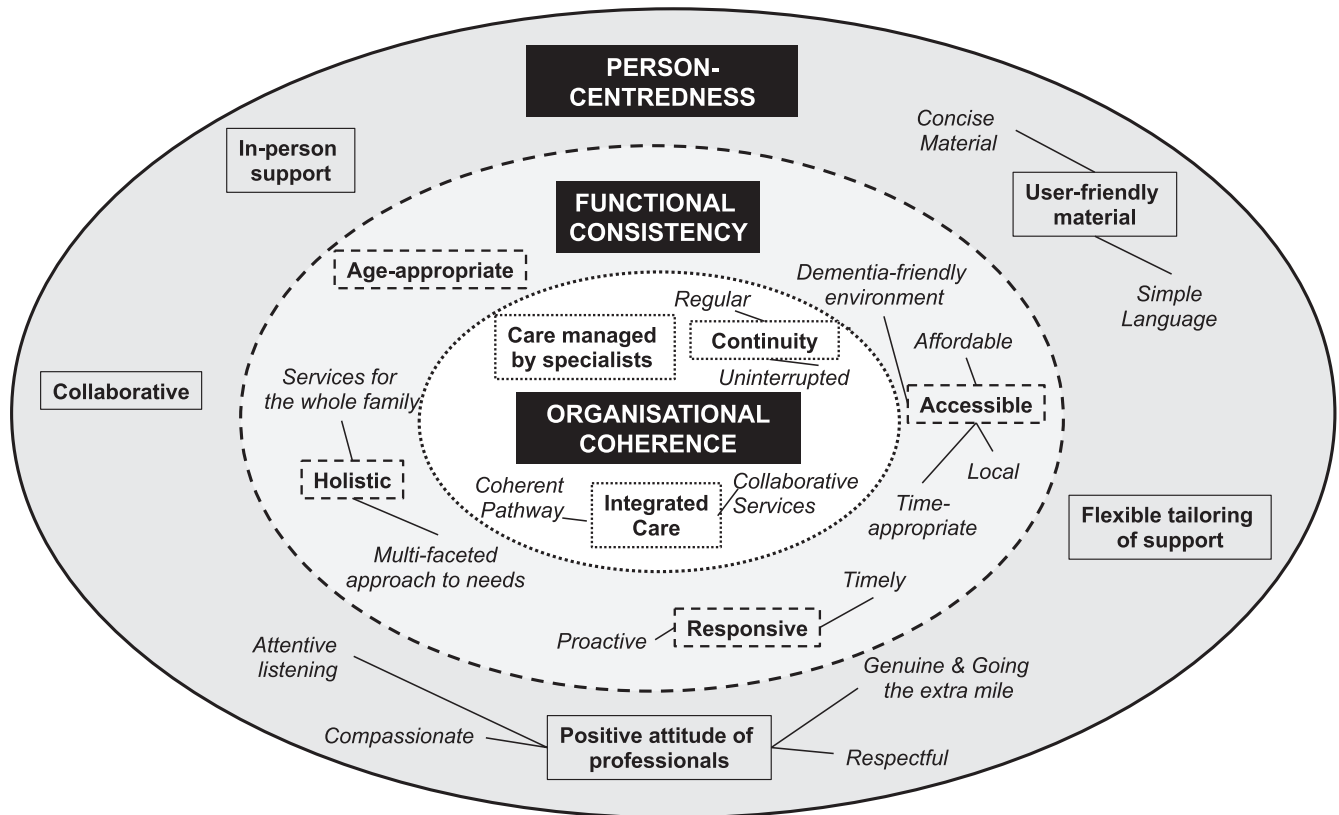 PERSON-
CENTREDNESS
In-person
support
Concise
Material
User-friendly
material
Simple
Language
FUNCTIONAL
CONSISTENCY
Age-appropriate
Dementia-friendly
environment
Regular
Care managed
by specialists
Continuity
Uninterrupted
Affordable
Accessible
Local
Time-
appropriate
Collaborative
Services for
the whole family
Holistic
Multi-faceted
approach to needs
ORGANISATIONAL
COHERENCE
Coherent
Pathway
Integrated
Care
Collaborative
Services
Flexible tailoring
of support
Timely
Proactive
Responsive
Attentive
listening
Compassionate
Positive attitude of
professionals
Genuine & Going
the extra mile
Respectful